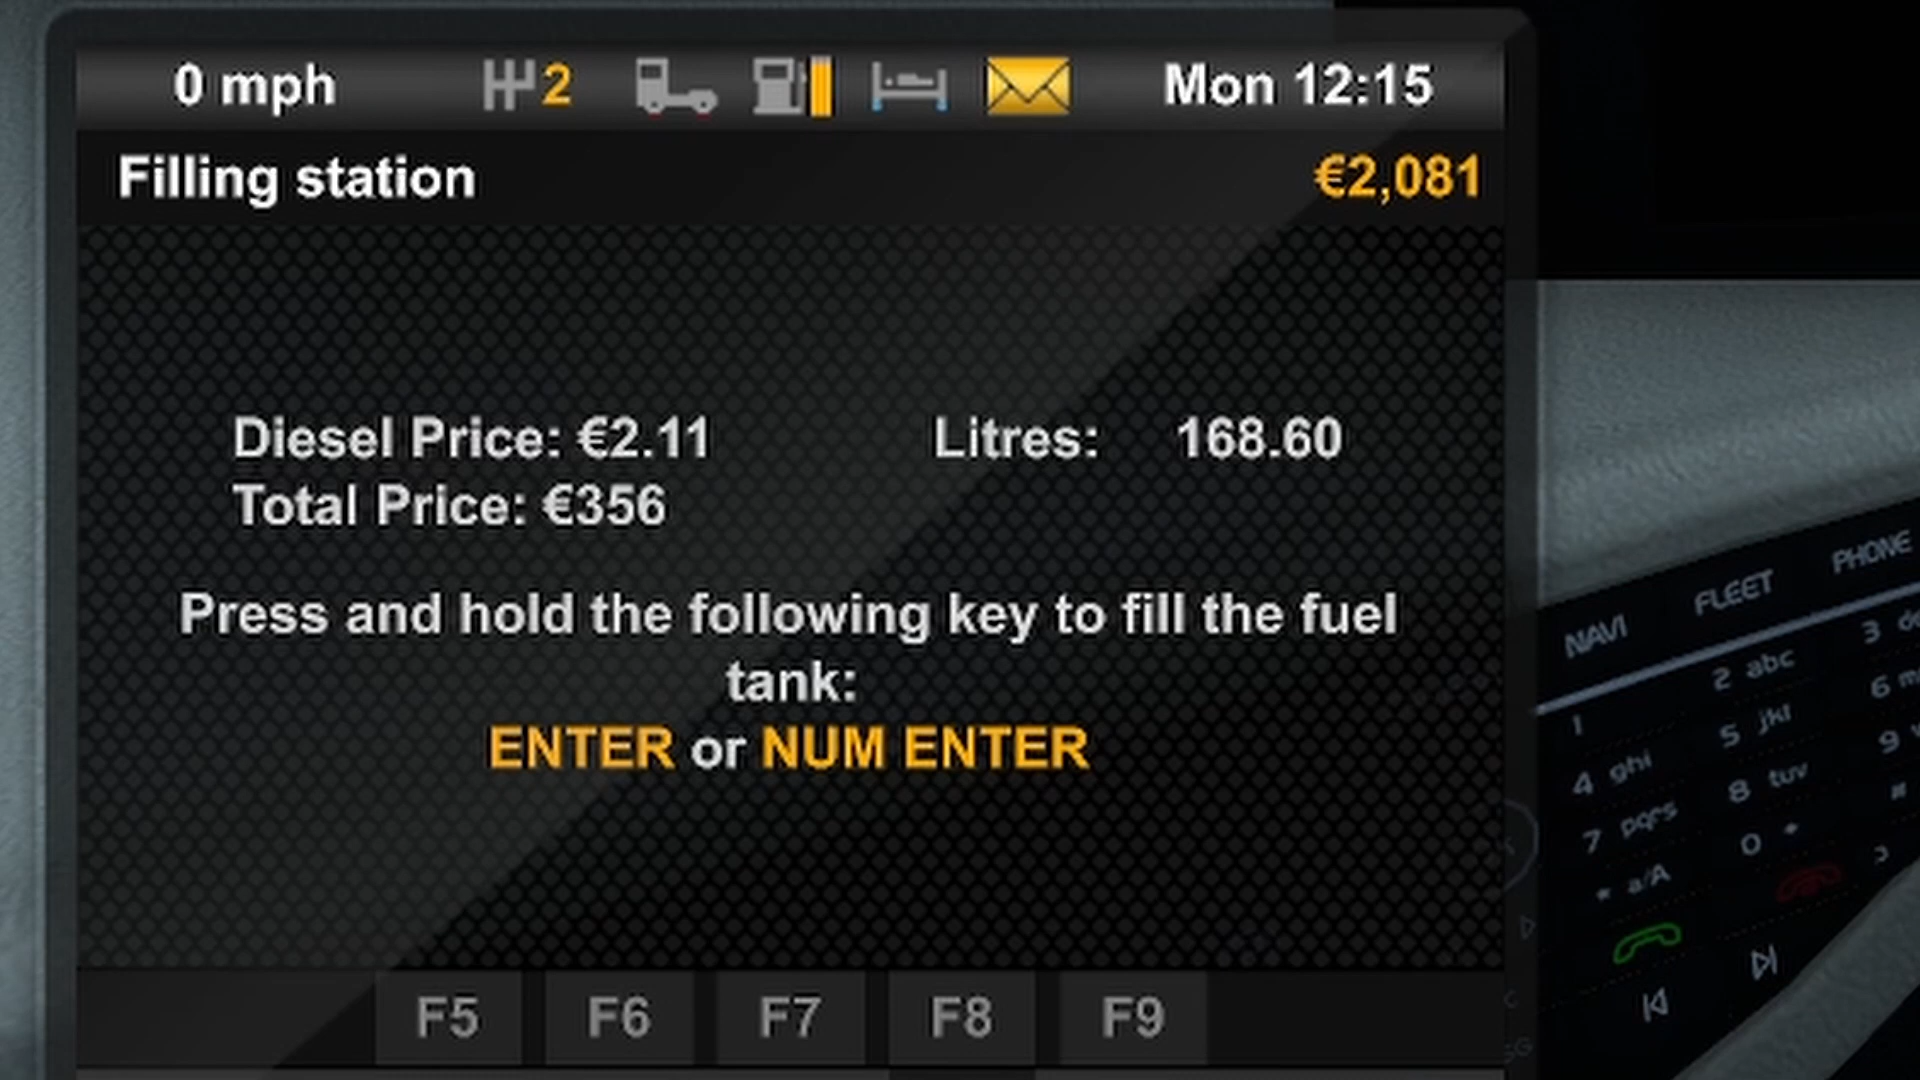 0 mph 2 Mon 12:15
Filling station €2,081
Diesel Price: €2.11 Litres: 168.60
Total Price: €356
Press and hold the following key to fill the fuel
tank:
ENTER or NUM ENTER
F5 F6 F7 F8 F9
NAVI FLEET PHONE
1 2 abc 3
4 ghi 5 jkl 6
7 pqrs 8 tuv 9
* a/A 0 #